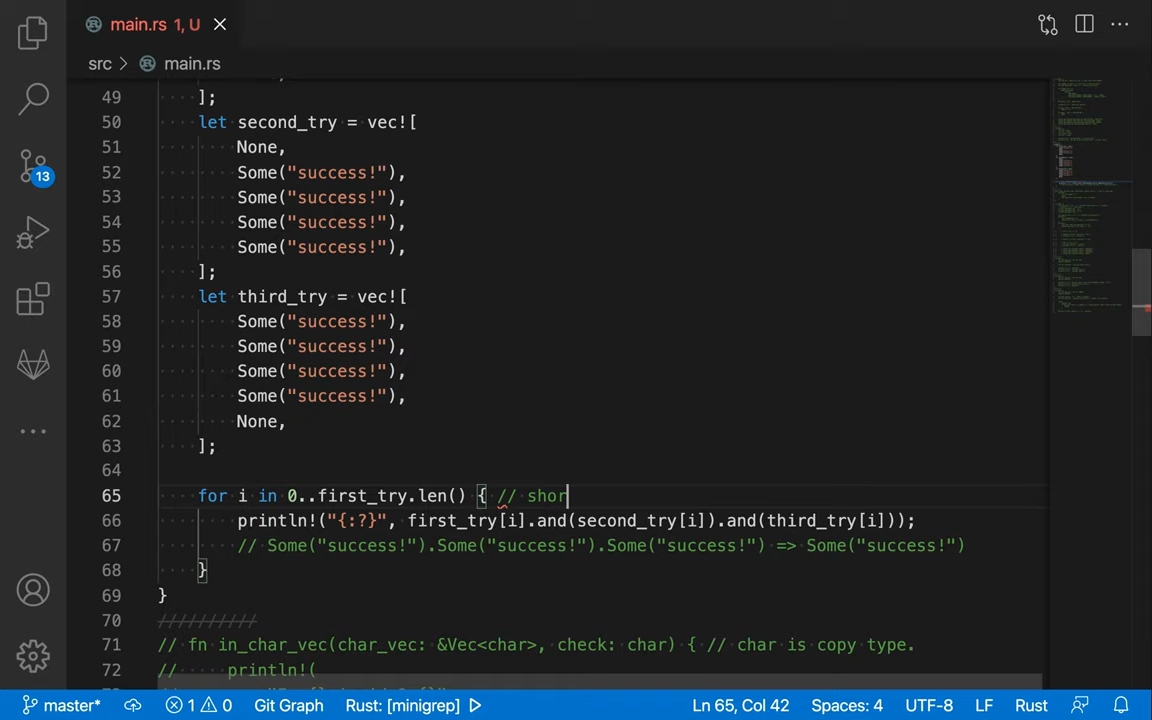 main.rs 1, U
src > main.rs
49 ];
50 let second_try = vec![
51 None,
52 Some("success!"),
53 Some("success!"),
54 Some("success!"),
55 Some("success!"),
56 ];
57 let third_try = vec![
58 Some("success!"),
59 Some("success!"),
60 Some("success!"),
61 Some("success!"),
62 None,
63 ];
64
65 for i in 0..first_try.len() { // shor
66 println!("{:?}", first_try[i].and(second_try[i]).and(third_try[i]));
67 // Some("success!").Some("success!").Some("success!") => Some("success!")
68 }
69 }
70 //////////
71 // fn in_char_vec(char_vec: &Vec<char>, check: char) { // char is copy type.
72 // println!(
13
master* 1 0 Git Graph Rust: [minigrep] Ln 65, Col 42 Spaces: 4 UTF-8 LF Rust